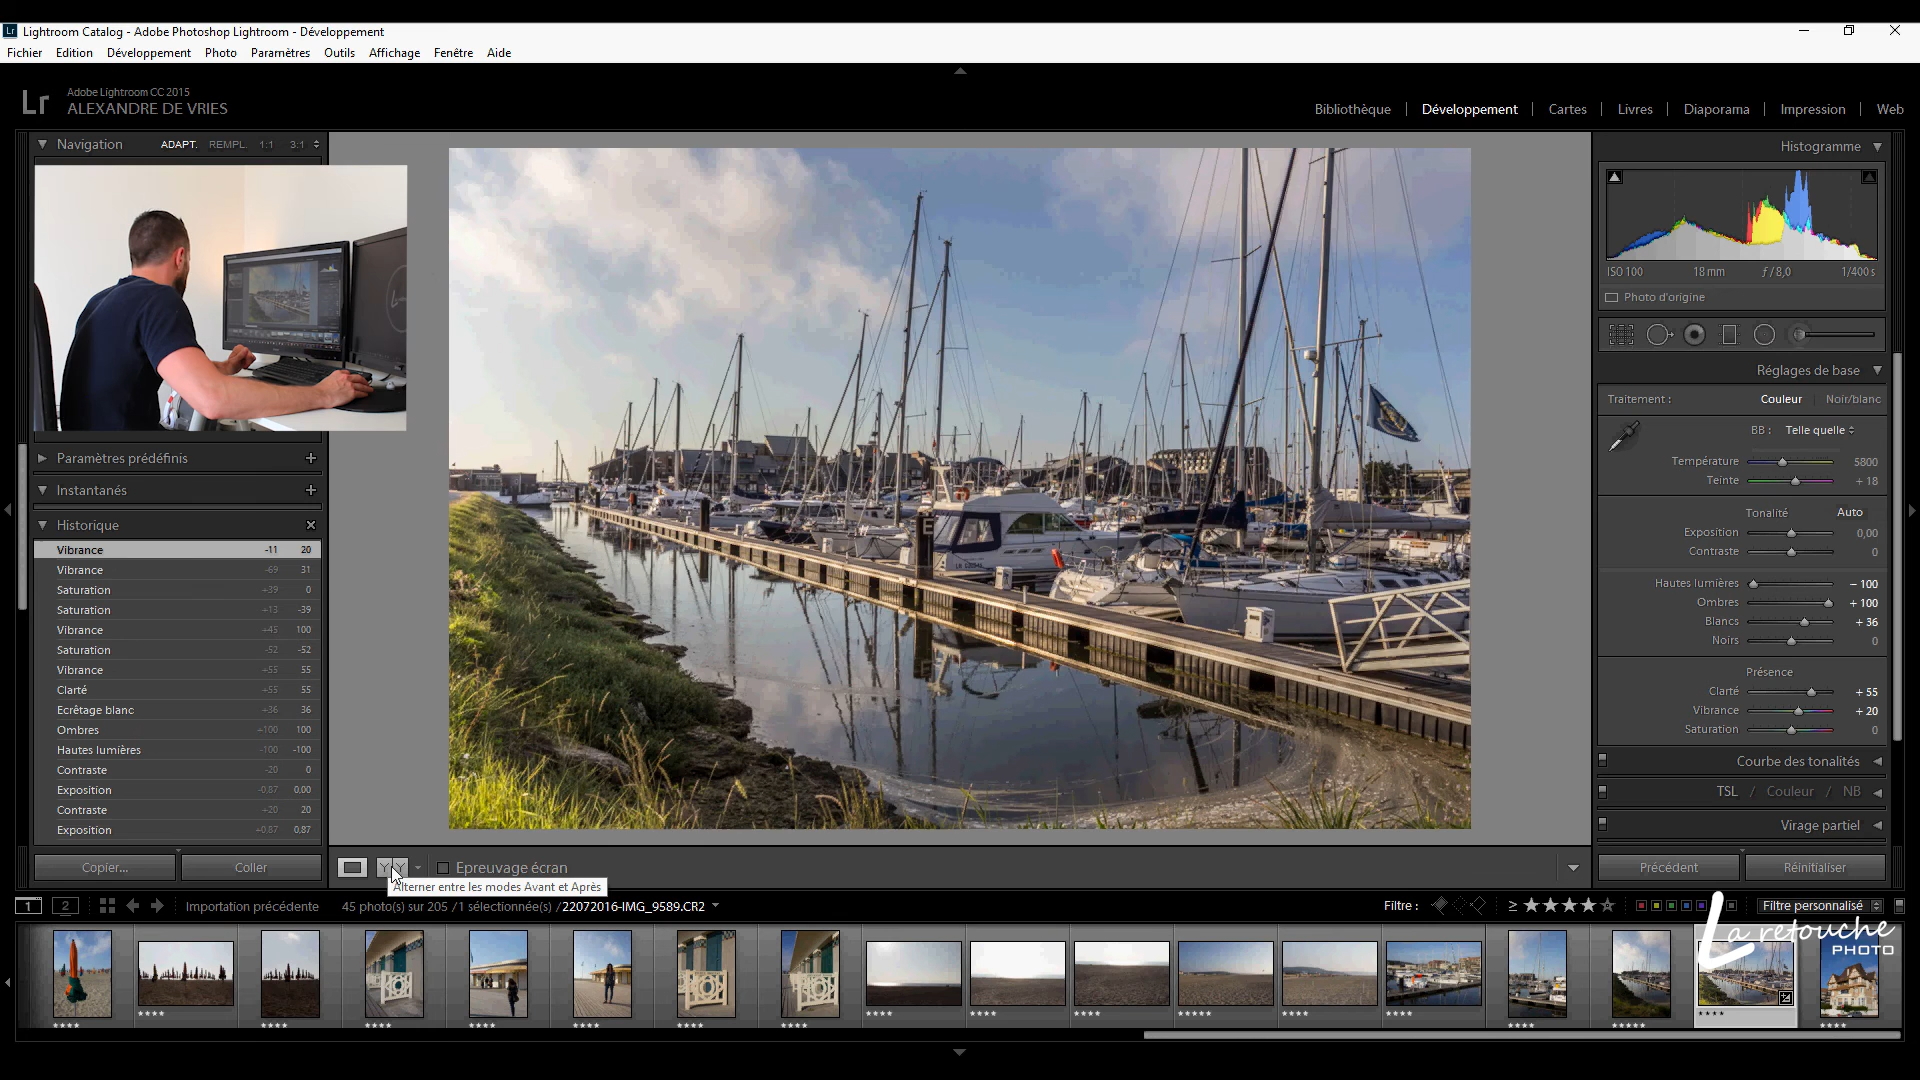 Lightroom Catalog - Adobe Photoshop Lightroom - Développement
Fichier Edition Développement Photo Paramètres Outils Affichage Fenêtre Aide
Lr
Adobe Lightroom CC 2015
ALEXANDRE DE VRIES
Bibliothèque Développement Cartes Livres Diaporama Impression Web
Navigation ADAPT. REMPL. 1:1 3:1
Paramètres prédéfinis
Instantanés
Historique
Vibrance -11 20
Vibrance -69 31
Saturation +39 0
Saturation +13 -39
Vibrance +45 100
Saturation -52 -52
Vibrance +55 55
Clarté +55 55
Ecrêtage blanc +36 36
Ombres +100 100
Hautes lumières -100 -100
Contraste -20 0
Exposition -0,87 0,00
Contraste +20 20
Exposition +0,87 0,87
Copier... Coller
Histogramme
ISO 100 18 mm ƒ / 8,0 1/400 s
Photo d'origine
Réglages de base
Traitement : Couleur Noir/blanc
BB : Telle quelle
Température 5800
Teinte + 18
Tonalité Auto
Exposition 0,00
Contraste 0
Hautes lumières − 100
Ombres + 100
Blancs + 36
Noirs 0
Présence
Clarté + 55
Vibrance + 20
Saturation 0
Courbe des tonalités
TSL / Couleur / NB
Virage partiel
Précédent Réinitialiser
Y Y Epreuvage écran
Alterner entre les modes Avant et Après
1 2 Importation précédente 45 photo(s) sur 205 /1 sélectionnée(s) /22072016-IMG_9589.CR2
Filtre : ≥ Filtre personnalisé
La retouche
PHOTO